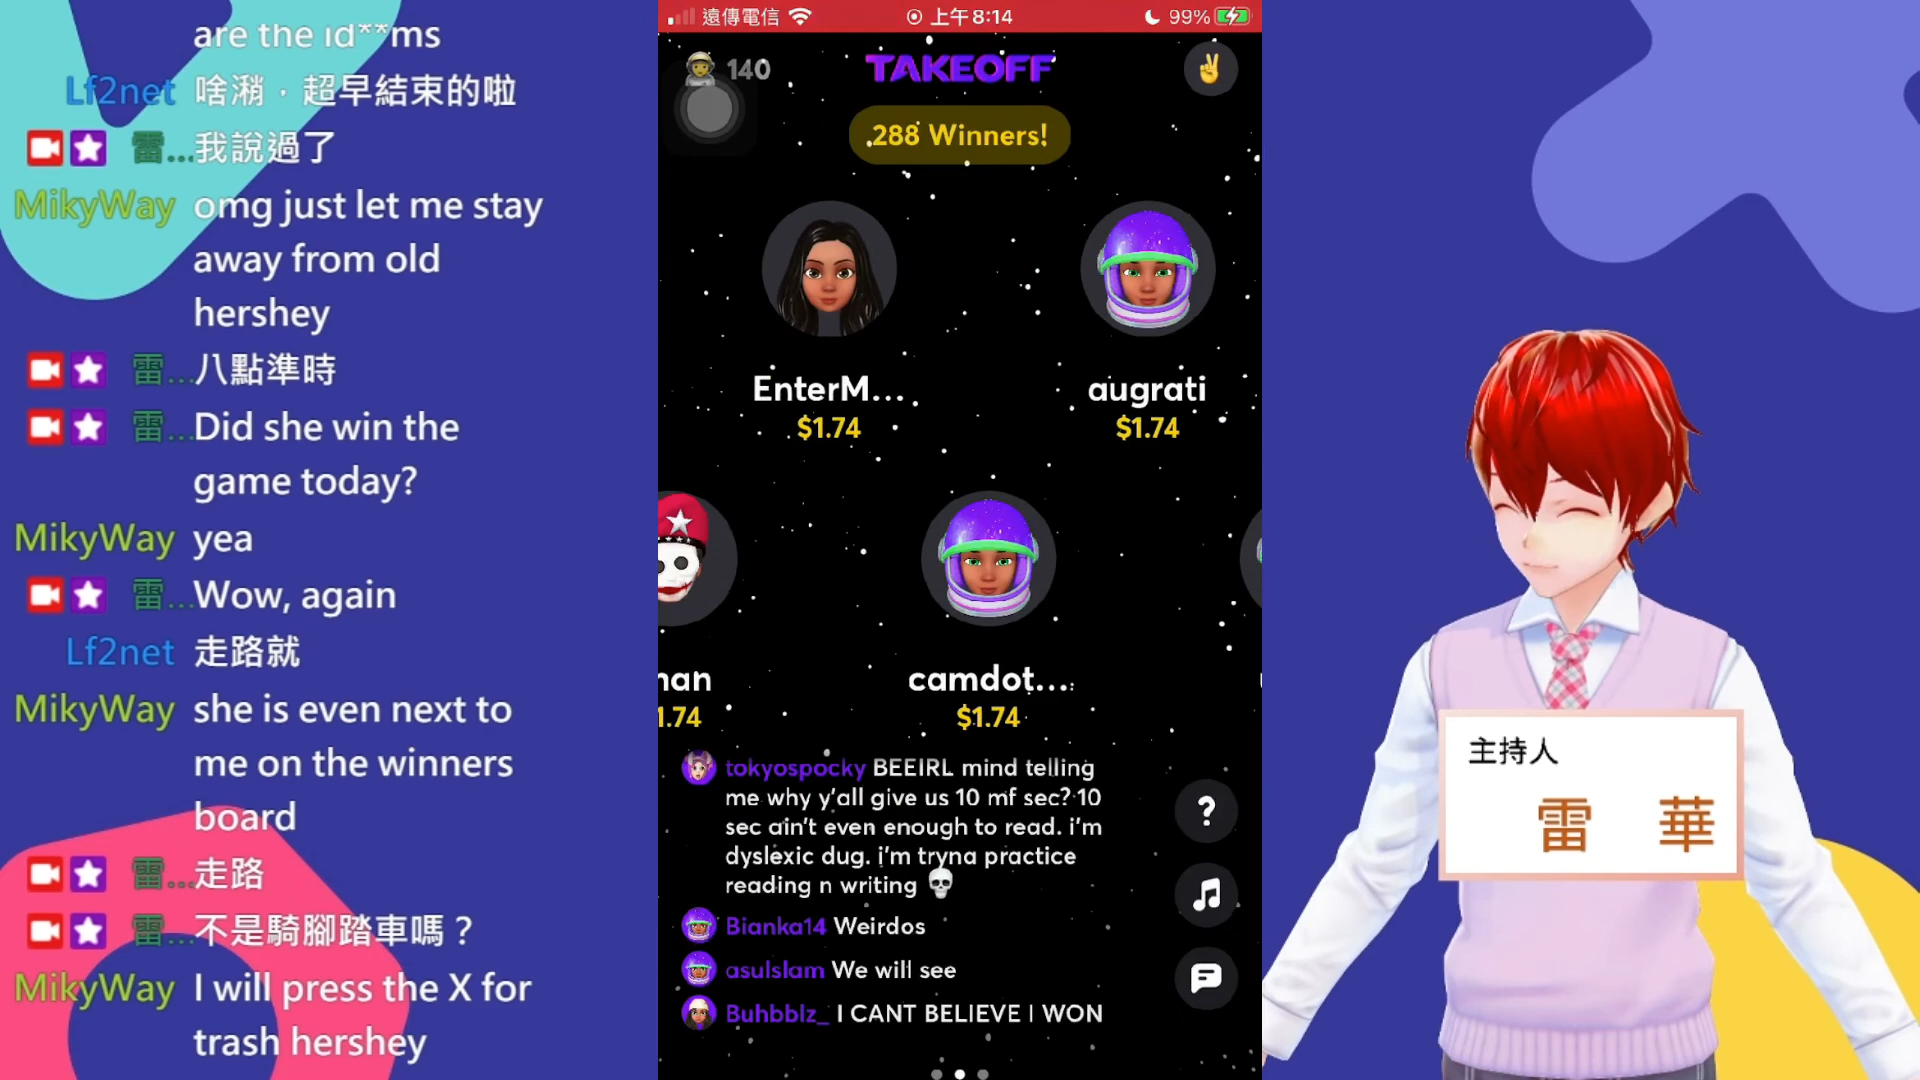 are the id**ms
Lf2net 啥潲，超早結束的啦
雷...我說過了
MikyWay omg just let me stay
away from old
hershey
雷...八點準時
雷...Did she win the
game today?
MikyWay yea
雷...Wow, again
Lf2net 走路就
MikyWay she is even next to
me on the winners
board
雷...走路
雷...不是騎腳踏車嗎？
MikyWay I will press the X for
trash hershey
遠傳電信 上午8:14 99%
140 TAKEOFF
288 Winners!
EnterM... augrati
$1.74 $1.74
nan camdot...
1.74 $1.74
tokyospocky BEEIRL mind telling
me why y'all give us 10 mf sec? 10
sec ain't even enough to read. i'm
dyslexic dug. i'm tryna practice
reading n writing 💀
Bianka14 Weirdos
asulslam We will see
Buhbblz_ I CANT BELIEVE I WON
?
主持人
雷 華